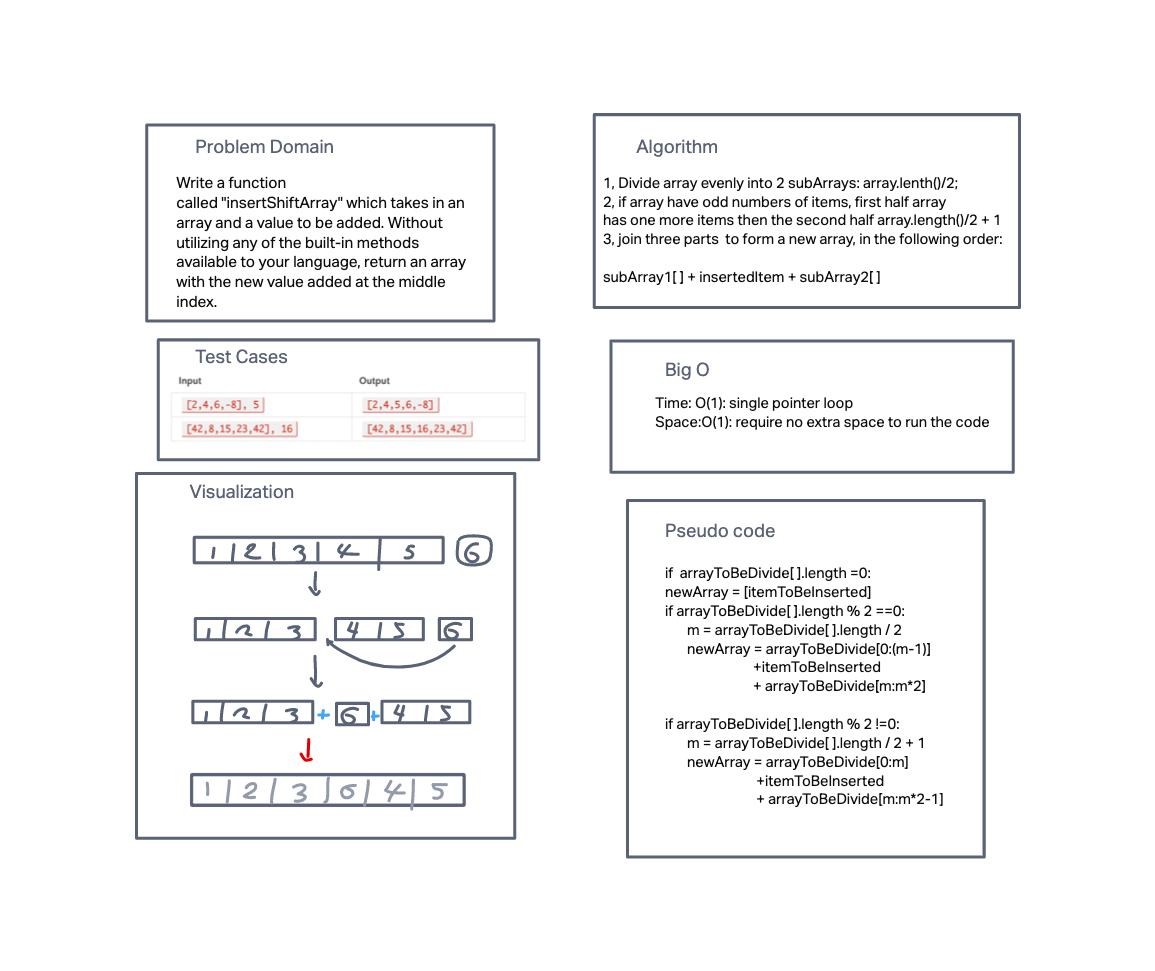 Problem Domain
Write a function
called "insertShiftArray" which takes in an
array and a value to be added. Without
utilizing any of the built-in methods
available to your language, return an array
with the new value added at the middle
index.
Test Cases
Input Output
[2,4,6,-8], 5 [2,4,5,6,-8]
[42,8,15,23,42], 16 [42,8,15,16,23,42]
Visualization
1 2 3 4 5 6
1 2 3 4 5 6
1 2 3 + 6 + 4 5
1 2 3 6 4 5
Algorithm
1, Divide array evenly into 2 subArrays: array.lenth()/2;
2, if array have odd numbers of items, first half array
has one more items then the second half array.length()/2 + 1
3, join three parts to form a new array, in the following order:
subArray1[ ] + insertedItem + subArray2[ ]
Big O
Time: O(1): single pointer loop
Space:O(1): require no extra space to run the code
Pseudo code
if arrayToBeDivide[ ].length =0:
newArray = [itemToBeInserted]
if arrayToBeDivide[ ].length % 2 ==0:
m = arrayToBeDivide[ ].length / 2
newArray = arrayToBeDivide[0:(m-1)]
+itemToBeInserted
+ arrayToBeDivide[m:m*2]
if arrayToBeDivide[ ].length % 2 !=0:
m = arrayToBeDivide[ ].length / 2 + 1
newArray = arrayToBeDivide[0:m]
+itemToBeInserted
+ arrayToBeDivide[m:m*2-1]